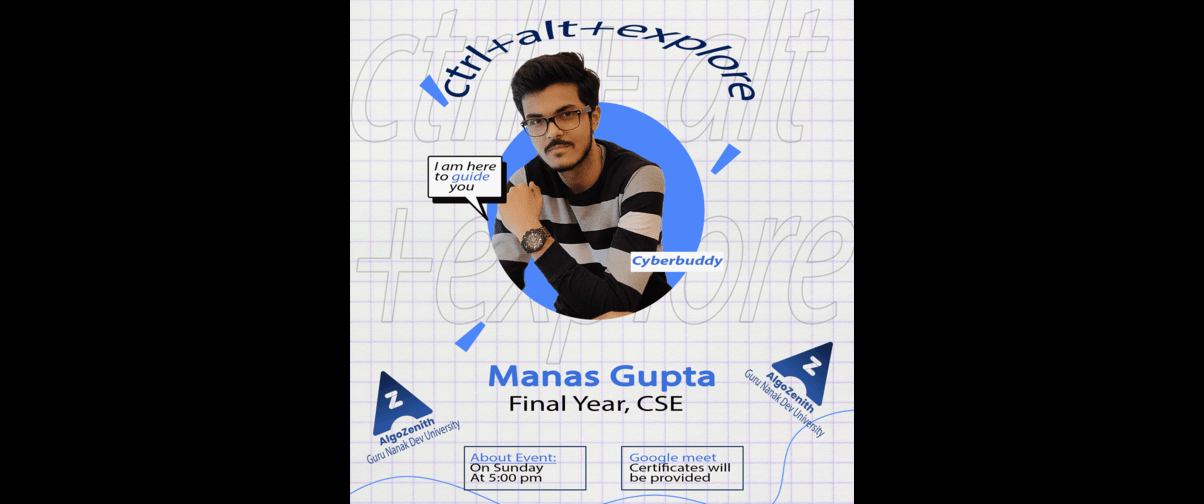 ctrl+alt+explore
ctrl + alt
+explore
I am here
to guide
you
Cyberbuddy
Manas Gupta
Final Year, CSE
Z
AlgoZenith
Guru Nanak Dev University
Z
AlgoZenith
Guru Nanak Dev University
About Event:
On Sunday
At 5:00 pm
Google meet
Certificates will
be provided